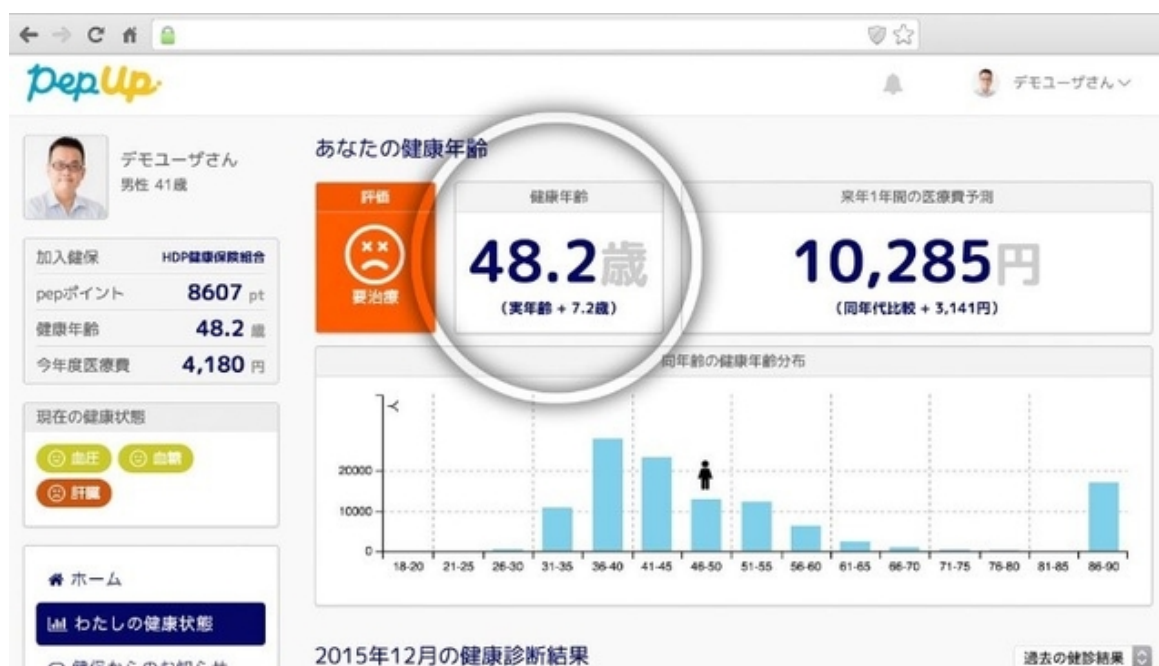 PepUp
デモユーザさん
デモユーザさん
男性 41歳
加入健保 HDP健康保険組合
pepポイント 8607 pt
健康年齢 48.2 歳
今年度医療費 4,180 円
現在の健康状態
血圧 血糖
肝臓
ホーム
わたしの健康状態
健保からのお知らせ
あなたの健康年齢
評価
要治療
健康年齢
48.2歳
(実年齢 + 7.2歳)
来年1年間の医療費予測
10,285円
(同年代比較 + 3,141円)
同年齢の健康年齢分布
人
20000
10000
0
18-20 21-25 26-30 31-35 36-40 41-45 46-50 51-55 56-60 61-65 66-70 71-75 76-80 81-85 86-90
2015年12月の健康診断結果
過去の健診結果